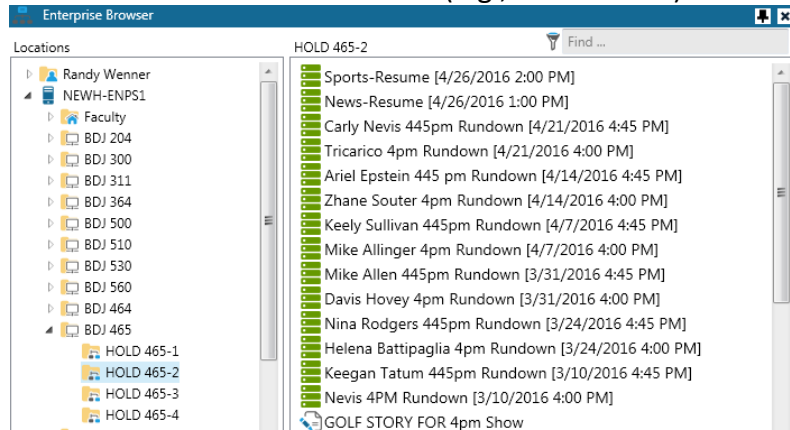 Enterprise Browser
Locations
Randy Wenner
NEWH-ENPS1
Faculty
BDJ 204
BDJ 300
BDJ 311
BDJ 364
BDJ 500
BDJ 510
BDJ 530
BDJ 560
BDJ 464
BDJ 465
HOLD 465-1
HOLD 465-2
HOLD 465-3
HOLD 465-4
HOLD 465-2
Find ...
Sports-Resume [4/26/2016 2:00 PM]
News-Resume [4/26/2016 1:00 PM]
Carly Nevis 445pm Rundown [4/21/2016 4:45 PM]
Tricarico 4pm Rundown [4/21/2016 4:00 PM]
Ariel Epstein 445 pm Rundown [4/14/2016 4:45 PM]
Zhane Souter 4pm Rundown [4/14/2016 4:00 PM]
Keely Sullivan 445pm Rundown [4/7/2016 4:45 PM]
Mike Allinger 4pm Rundown [4/7/2016 4:00 PM]
Mike Allen 445pm Rundown [3/31/2016 4:45 PM]
Davis Hovey 4pm Rundown [3/31/2016 4:00 PM]
Nina Rodgers 445pm Rundown [3/24/2016 4:45 PM]
Helena Battipaglia 4pm Rundown [3/24/2016 4:00 PM]
Keegan Tatum 445pm Rundown [3/10/2016 4:45 PM]
Nevis 4PM Rundown [3/10/2016 4:00 PM]
GOLF STORY FOR 4pm Show